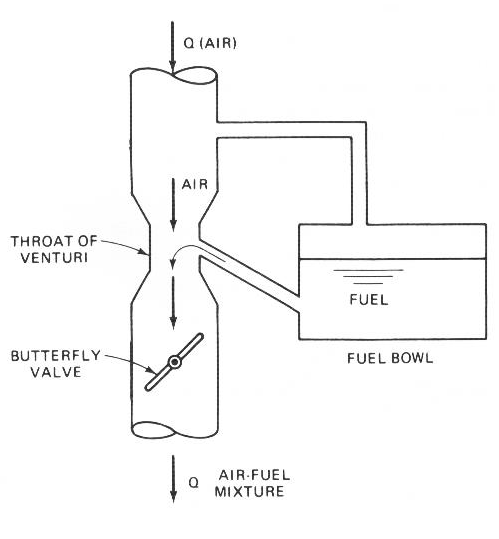 Q (AIR)
AIR
THROAT OF
VENTURI
FUEL
BUTTERFLY
VALVE
FUEL BOWL
Q AIR-FUEL
MIXTURE